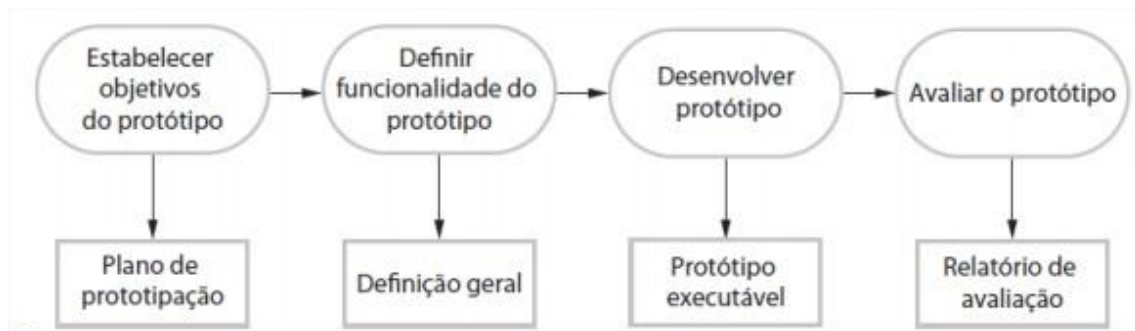 Estabelecer
objetivos
do protótipo
Definir
funcionalidade do
protótipo
Desenvolver
protótipo
Avaliar o protótipo
Plano de
prototipação
Definição geral
Protótipo
executável
Relatório de
avaliação